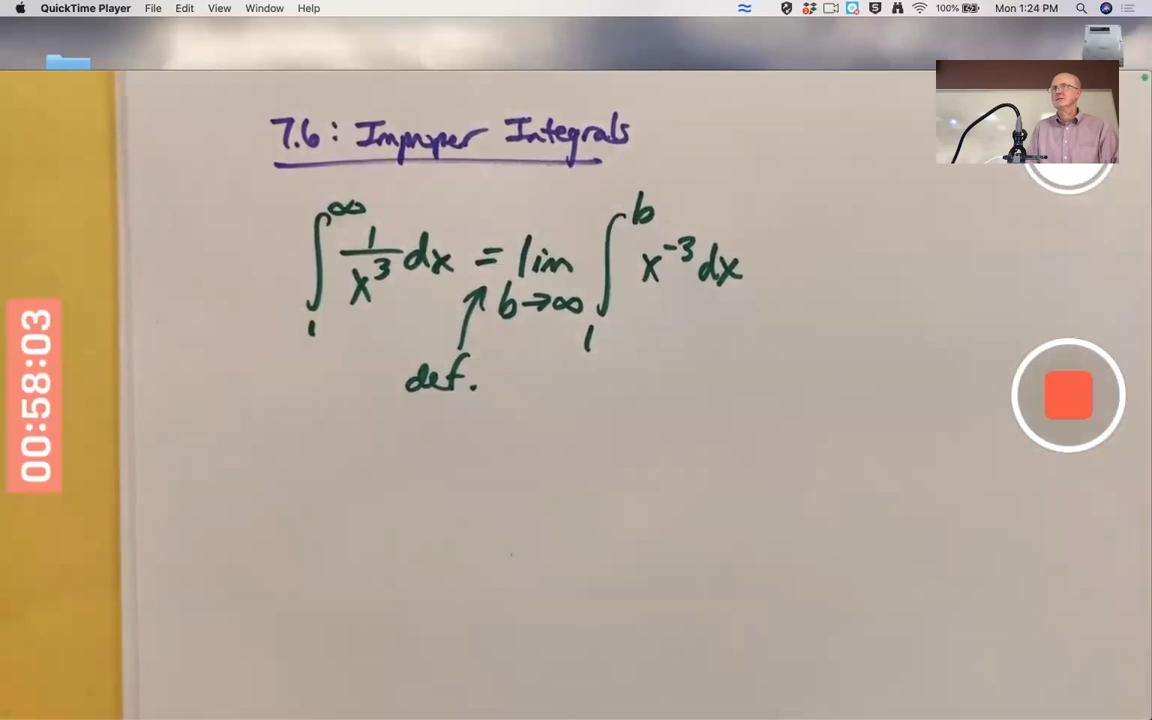 QuickTime Player File Edit View Window Help 100% Mon 1:24 PM
7.6: Improper Integrals
∫₁^∞ 1/x³ dx = lim b→∞ ∫₁^b x⁻³ dx
def.
00:58:03